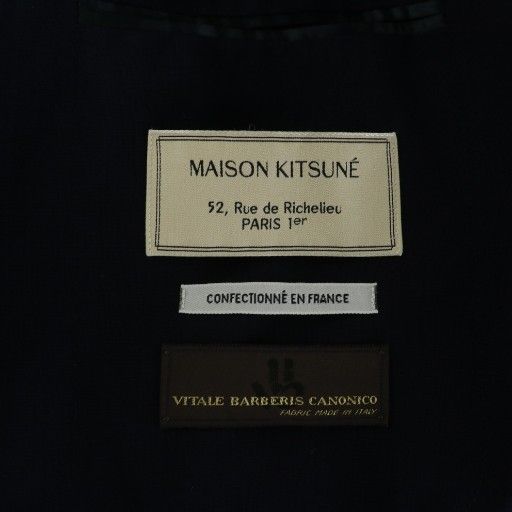 MAISON KITSUNÉ
52, Rue de Richelieu
PARIS 1er
CONFECTIONNÉ EN FRANCE
VITALE BARBERIS CANONICO
FABRIC MADE IN ITALY